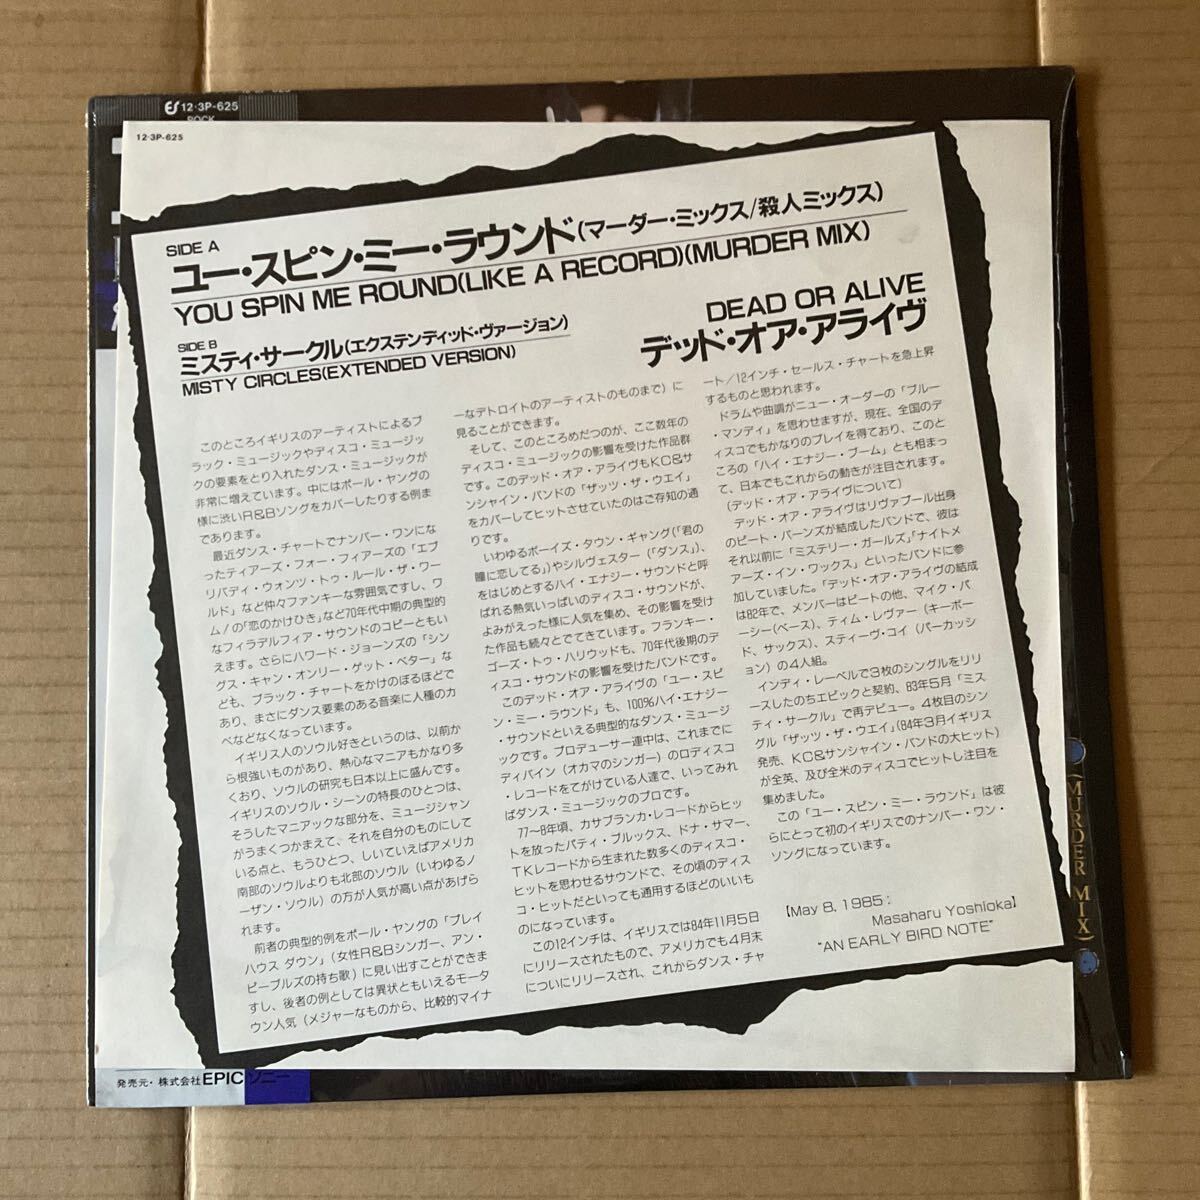 ES 12・3P-625
ROCK
12・3P-625
SIDE A
ユー・スピン・ミー・ラウンド(マーダー・ミックス/殺人ミックス)
YOU SPIN ME ROUND(LIKE A RECORD)(MURDER MIX)
SIDE B
ミスティ・サークル(エクステンディッド・ヴァージョン)
MISTY CIRCLES(EXTENDED VERSION)
DEAD OR ALIVE
デッド・オア・アライヴ
このところイギリスのアーティストによるブ
ラック・ミュージックやディスコ・ミュージッ
クの要素をとり入れたダンス・ミュージックが
非常に増えています。中にはポール・ヤングの
様に渋いR&Bソングをカバーしたりする例ま
であります。
最近ダンス・チャートでナンバー・ワンにな
ったティアーズ・フォー・フィアーズの「エブ
リバディ・ウォンツ・トゥ・ルール・ザ・ワー
ルド」など仲々ファンキーな雰囲気ですし、ワ
ム!の「恋のかけひき」など70年代中期の典型的
なフィラデルフィア・サウンドのコピーともい
えます。さらにハワード・ジョーンズの「シン
グス・キャン・オンリー・ゲット・ベター」な
ども、ブラック・チャートをかけのぼるほどで
あり、まさにダンス要素のある音楽に人種のカ
ベなどなくなっています。
イギリス人のソウル好きというのは、以前か
ら根強いものがあり、熱心なマニアもかなり多
くおり、ソウルの研究も日本以上に盛んです。
イギリスのソウル・シーンの特長のひとつは、
そうしたマニアックな部分を、ミュージシャン
がうまくつかまえて、それを自分のものにして
いる点と、もうひとつ、しいていえばアメリカ
南部のソウルよりも北部のソウル(いわゆるノ
ーザン・ソウル)の方が人気が高い点があげら
れます。
前者の典型的例をポール・ヤングの「プレイ
ハウス ダウン」(女性R&Bシンガー、アン・
ピーブルズの持ち歌)に見い出すことができま
すし、後者の例としては異状ともいえるモータ
ウン人気(メジャーなものから、比較的マイナ
ーなデトロイトのアーティストのものまで)に
見ることができます。
そして、このところめだつのが、ここ数年の
ディスコ・ミュージックの影響を受けた作品群
です。このデッド・オア・アライヴもKC&サ
ンシャイン・バンドの「ザッツ・ザ・ウエイ」
をカバーしてヒットさせていたのはご存知の通
りです。
いわゆるボーイズ・タウン・ギャング(「君の
瞳に恋してる」)やシルヴェスター(「ダンス」)、
をはじめとするハイ・エナジー・サウンドと呼
ばれる熱気いっぱいのディスコ・サウンドが、
よみがえった様に人気を集め、その影響を受け
た作品も続々とでてきています。フランキー・
ゴーズ・トゥ・ハリウッドも、70年代後期のデ
ィスコ・サウンドの影響を受けたバンドです。
このデッド・オア・アライヴの「ユー・スピ
ン・ミー・ラウンド」も、100%ハイ・エナジー
・サウンドといえる典型的なダンス・ミュージ
ックです。プロデューサー連中は、これまでに
ディバイン(オカマのシンガー)のロディスコ
・レコードをてがけている人達で、いってみれ
ばダンス・ミュージックのプロです。
77〜8年頃、カサブランカ・レコードからヒッ
トを放ったパティ・ブルックス、ドナ・サマー、
TKレコードから生まれた数多くのディスコ・
ヒットを思わせるサウンドで、その頃のディス
コ・ヒットだといっても通用するほどのいいも
のになっています。
この12インチは、イギリスでは84年11月5日
にリリースされたもので、アメリカでも4月末
についにリリースされ、これからダンス・チャ
ート/12インチ・セールス・チャートを急上昇
するものと思われます。
ドラムや曲調がニュー・オーダーの「ブルー
・マンデイ」を思わせますが、現在、全国のデ
ィスコでもかなりのプレイを得ており、このと
ころの「ハイ・エナジー・ブーム」とも相まっ
て、日本でもこれからの動きが注目されます。
(デッド・オア・アライヴについて)
デッド・オア・アライヴはリヴァプール出身
のピート・バーンズが結成したバンドで、彼は
それ以前に「ミステリー・ガールズ」「ナイトメ
アーズ・イン・ワックス」といったバンドに参
加していました。「デッド・オア・アライヴの結成
は82年で、メンバーはピートの他、マイク・パ
ーシー(ベース)、ティム・レヴァー(キーボー
ド、サックス)、スティーヴ・コイ(パーカッシ
ョン)の4人組。
インディ・レーベルで3枚のシングルをリリ
ースしたのちエピックと契約、83年5月「ミス
ティ・サークル」で再デビュー。4枚目のシン
グル「ザッツ・ザ・ウエイ」(84年3月イギリス
発売、KC&サンシャイン・バンドの大ヒット)
が全英、及び全米のディスコでヒットし注目を
集めました。
この「ユー・スピン・ミー・ラウンド」は彼
らにとって初のイギリスでのナンバー・ワン・
ソングになっています。
【May 8, 1985:
Masaharu Yoshioka】
"AN EARLY BIRD NOTE"
発売元・株式会社EPICソニー
(MURDER MIX)